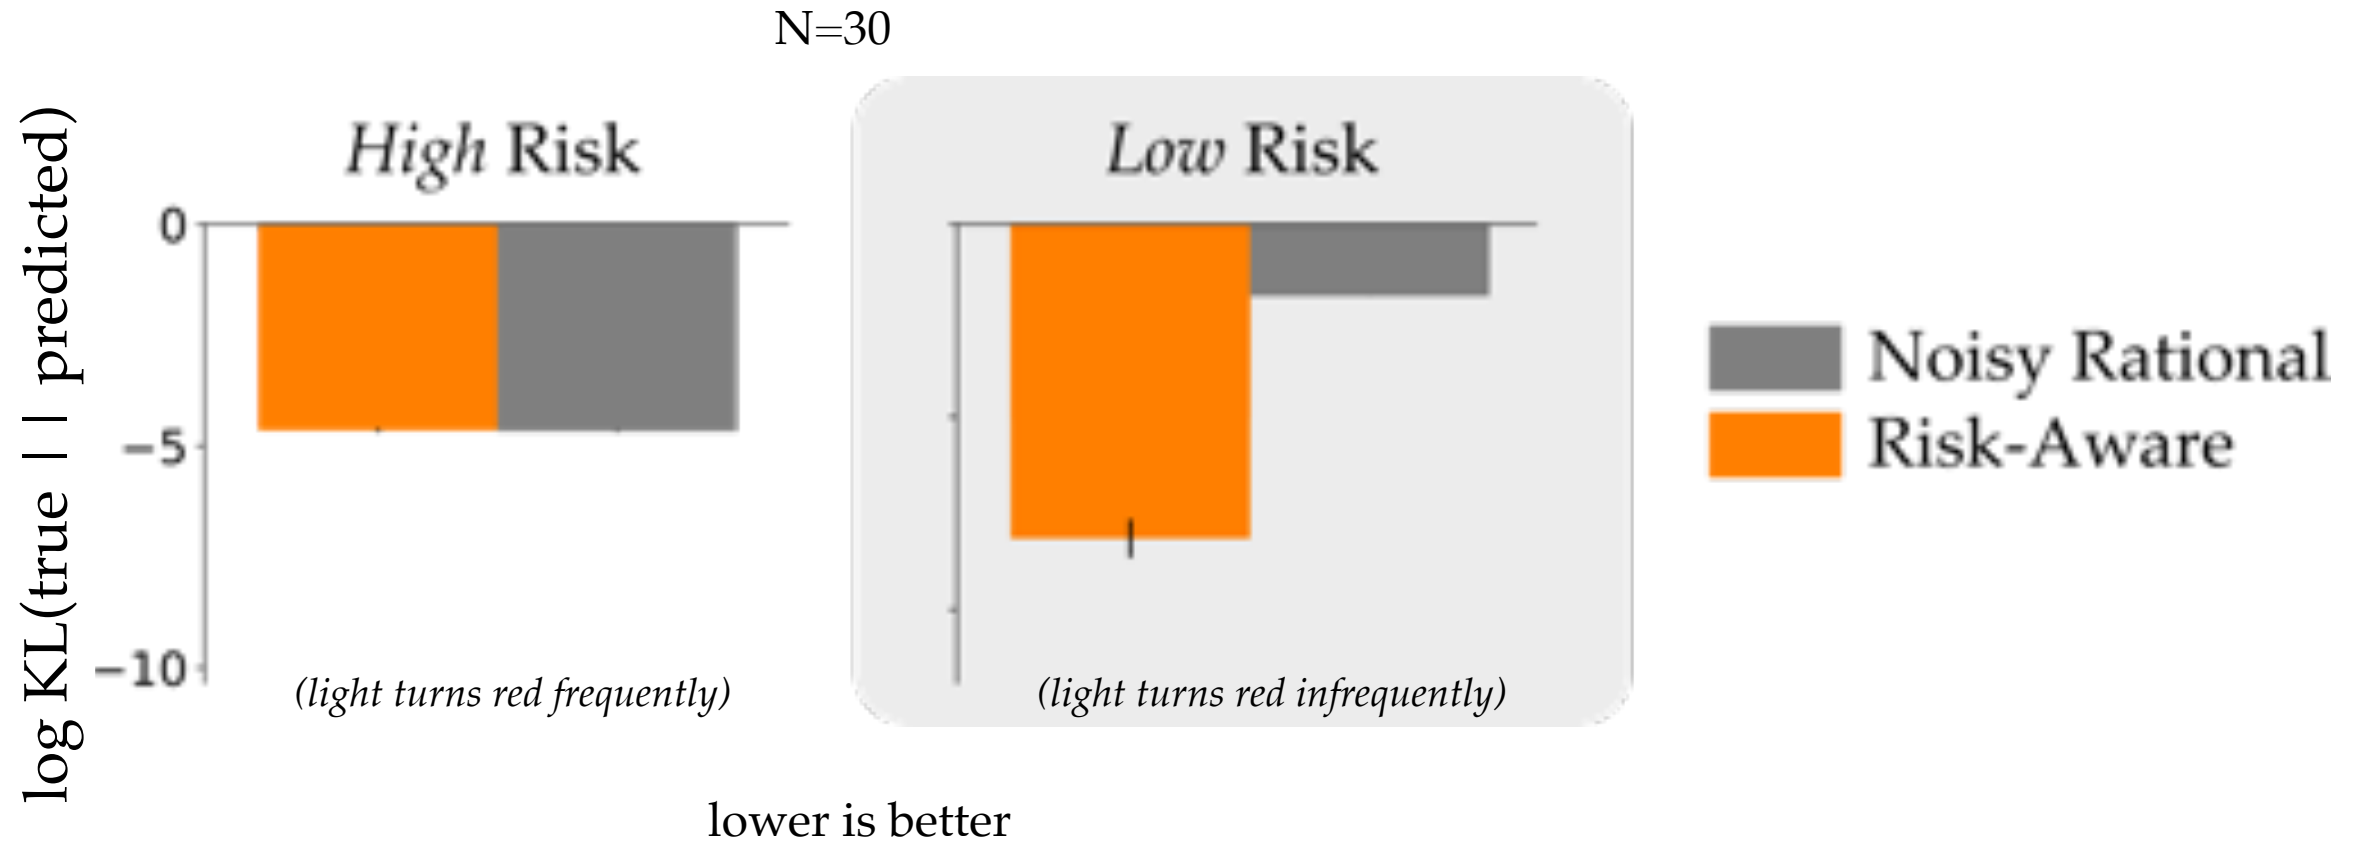 N=30
log KL(true || predicted)
High Risk
Low Risk
0
−5
−10
(light turns red frequently)
(light turns red infrequently)
Noisy Rational
Risk-Aware
lower is better